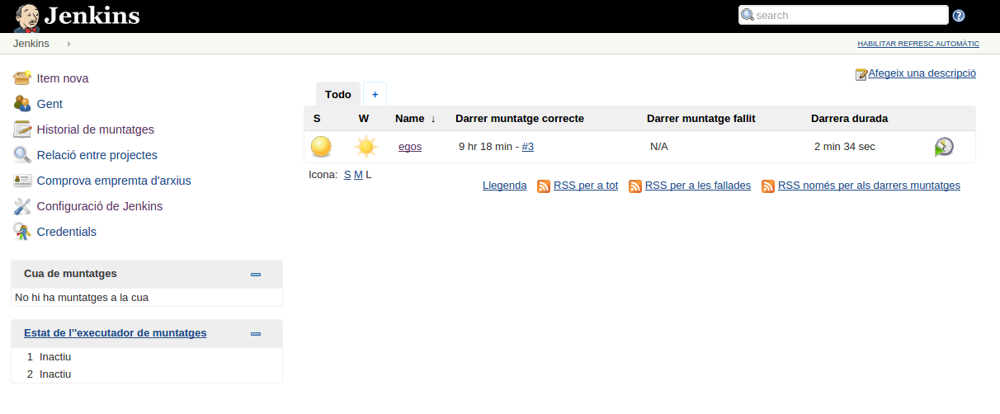 Jenkins
search
?
Jenkins
HABILITAR REFRESC AUTOMÀTIC
Item nova
Gent
Historial de muntatges
Relació entre projectes
Comprova empremta d'arxius
Configuració de Jenkins
Credentials
Cua de muntatges
No hi ha muntatges a la cua
Estat de l''executador de muntatges
1 Inactiu
2 Inactiu
Afegeix una descripció
Todo +
S W Name ↓ Darrer muntatge correcte Darrer muntatge fallit Darrera durada
egos 9 hr 18 min - #3 N/A 2 min 34 sec
Icona: S M L
Llegenda RSS per a tot RSS per a les fallades RSS només per als darrers muntatges